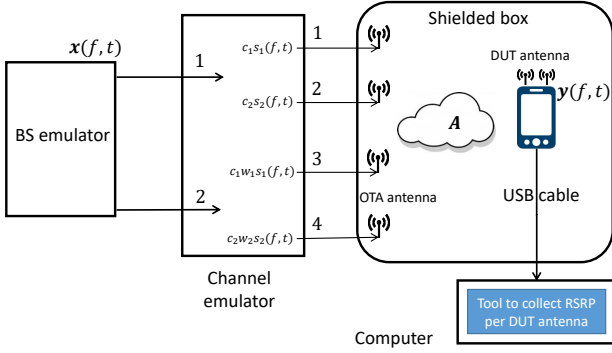 x(f,t)
BS emulator
1
2
Channel
emulator
1
c₁s₁(f,t)
2
c₂s₂(f,t)
3
c₁w₁s₁(f,t)
4
c₂w₂s₂(f,t)
Shielded box
DUT antenna
y(f,t)
A
OTA antenna
USB cable
Tool to collect RSRP
per DUT antenna
Computer